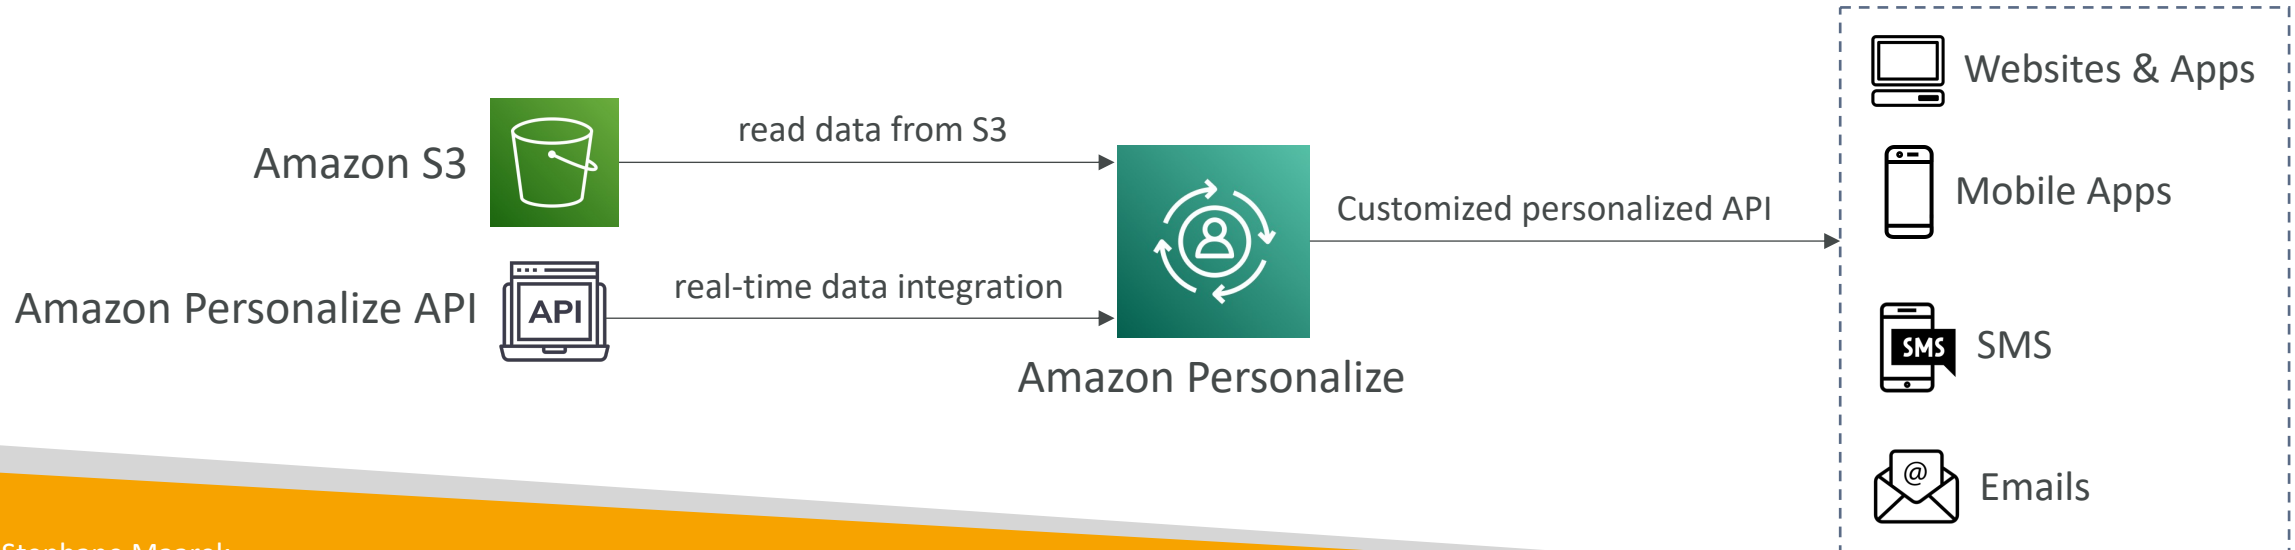 Amazon S3
read data from S3
Amazon Personalize API
API
real-time data integration
Amazon Personalize
Customized personalized API
Websites & Apps
Mobile Apps
SMS
SMS
@
Emails